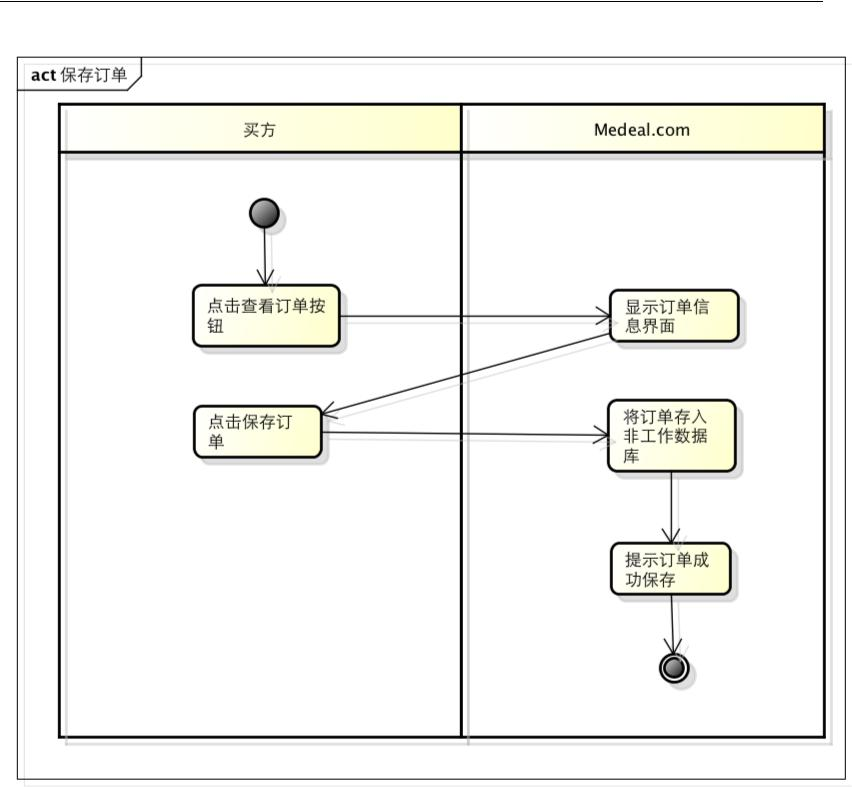 act 保存订单
买方
Medeal.com
点击查看订单按
钮
显示订单信
息界面
点击保存订
单
将订单存入
非工作数据
库
提示订单成
功保存